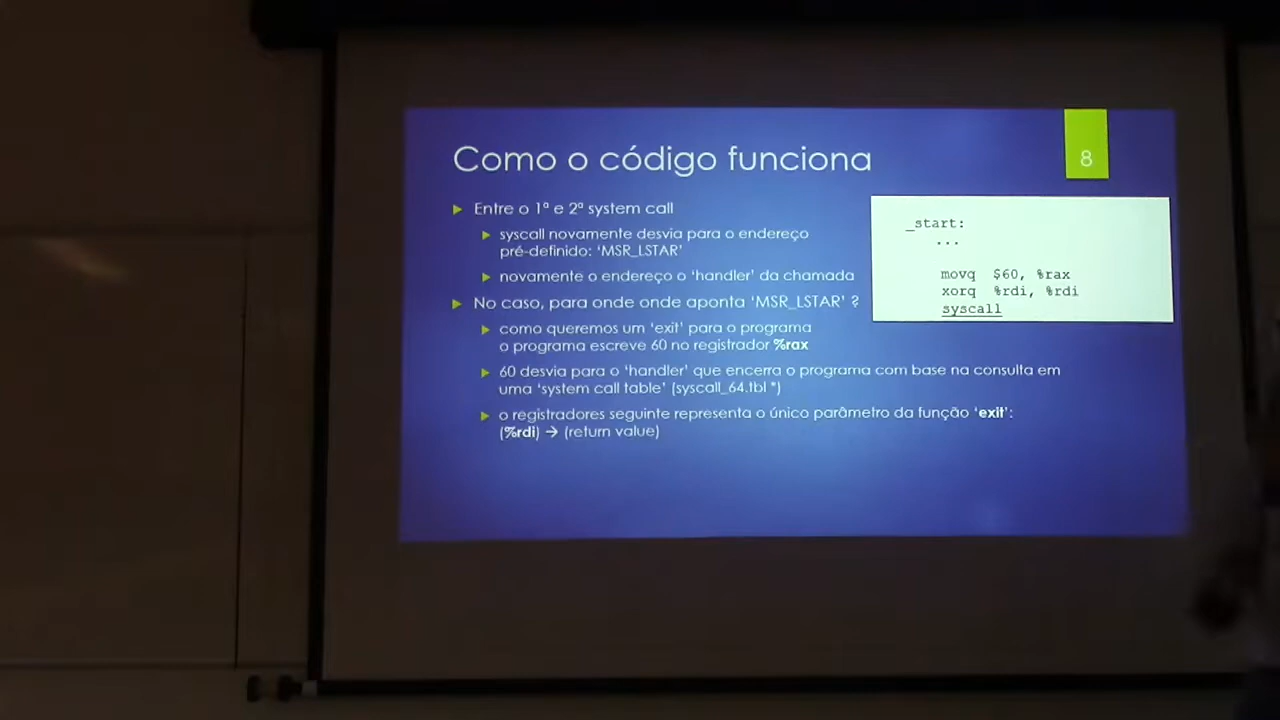 Como o código funciona
8
Entre o 1ª e 2ª system call
syscall novamente desvia para o endereço
pré-definido: ‘MSR_LSTAR’
novamente o endereço o ‘handler’ da chamada
No caso, para onde onde aponta ‘MSR_LSTAR’ ?
como queremos um ‘exit’ para o programa
o programa escreve 60 no registrador %rax
60 desvia para o ‘handler’ que encerra o programa com base na consulta em
uma ‘system call table’ (syscall_64.tbl *)
o registradores seguinte representa o único parâmetro da função ‘exit’:
(%rdi) → (return value)
_start:
...
movq $60, %rax
xorq %rdi, %rdi
syscall